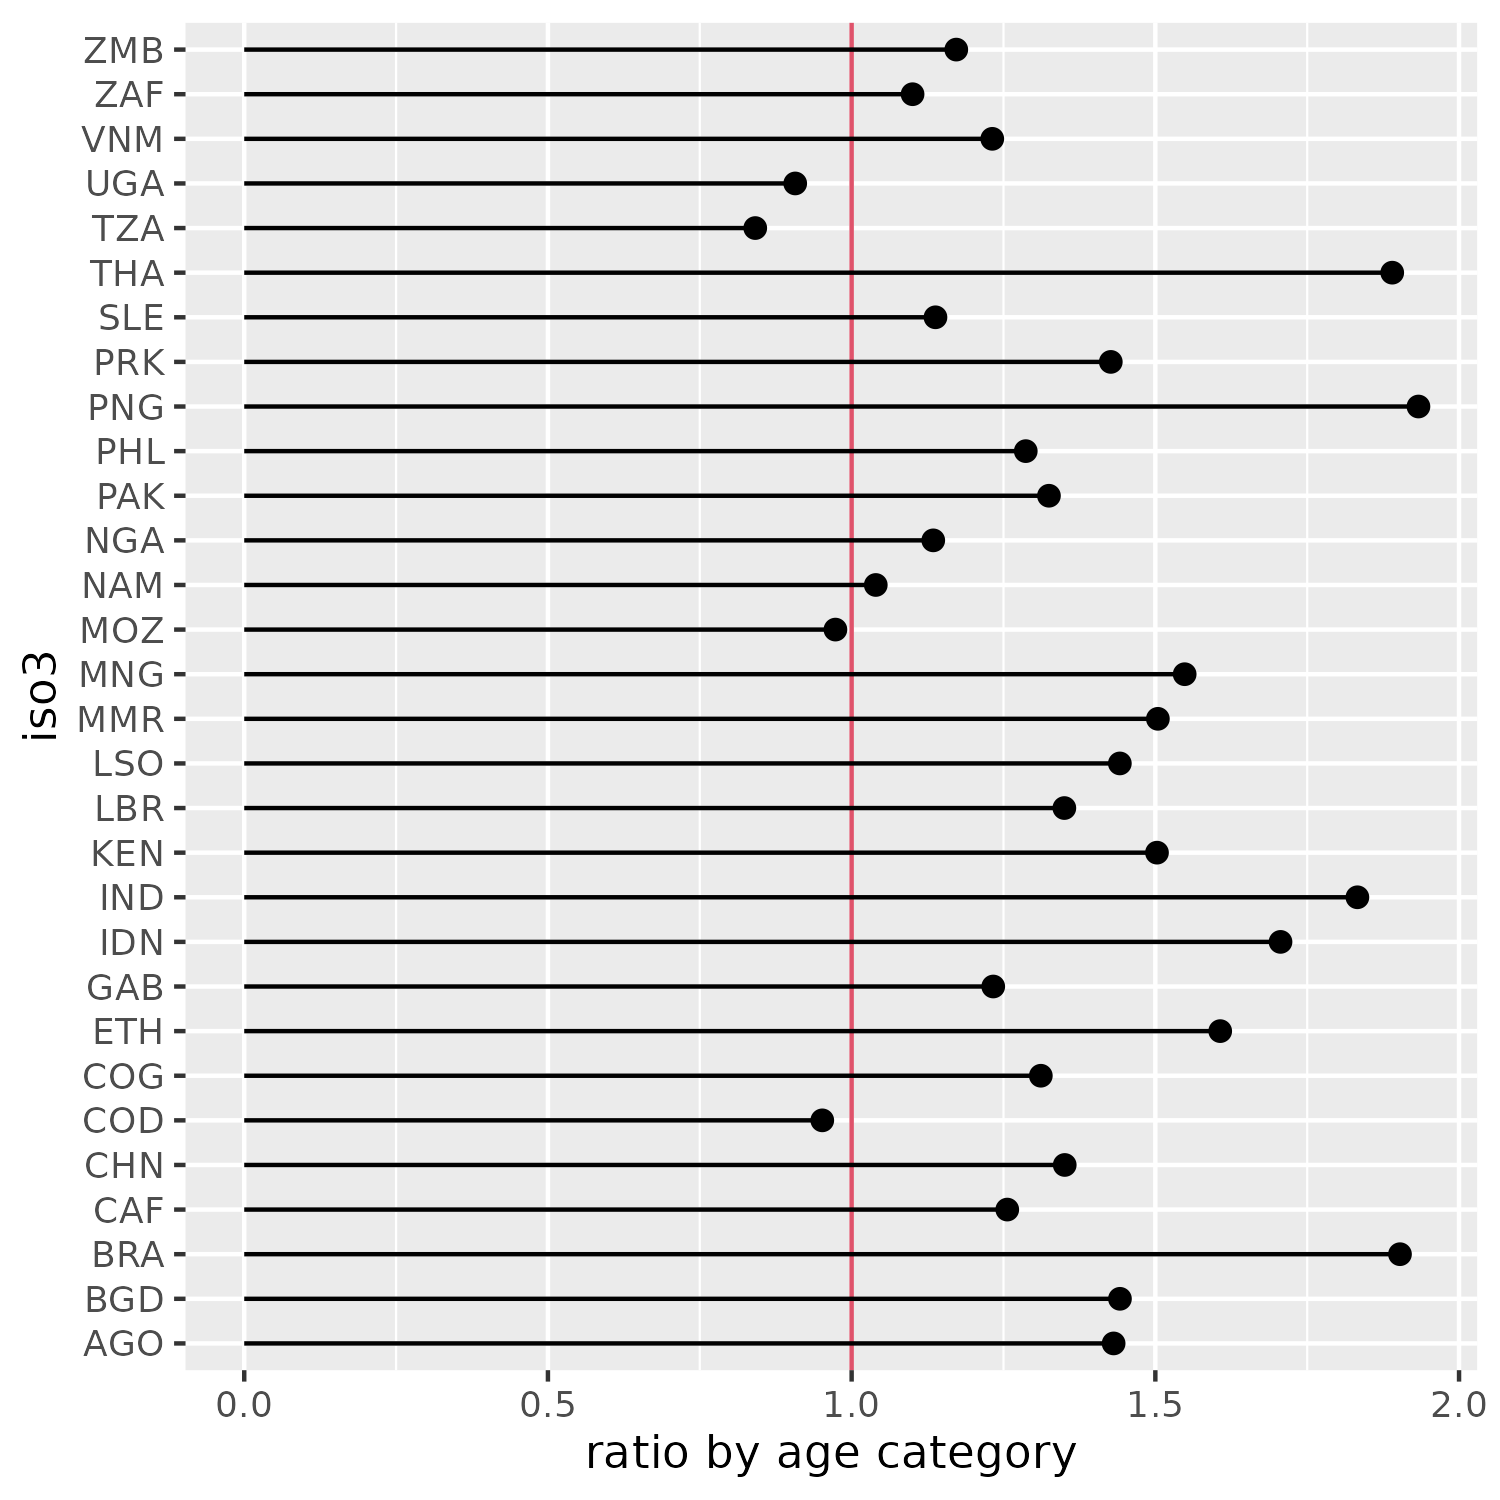 ZMB
ZAF
VNM
UGA
TZA
THA
SLE
PRK
PNG
PHL
PAK
NGA
NAM
MOZ
MNG
MMR
LSO
LBR
KEN
IND
IDN
GAB
ETH
COG
COD
CHN
CAF
BRA
BGD
AGO
iso3
0.0 0.5 1.0 1.5 2.0
ratio by age category